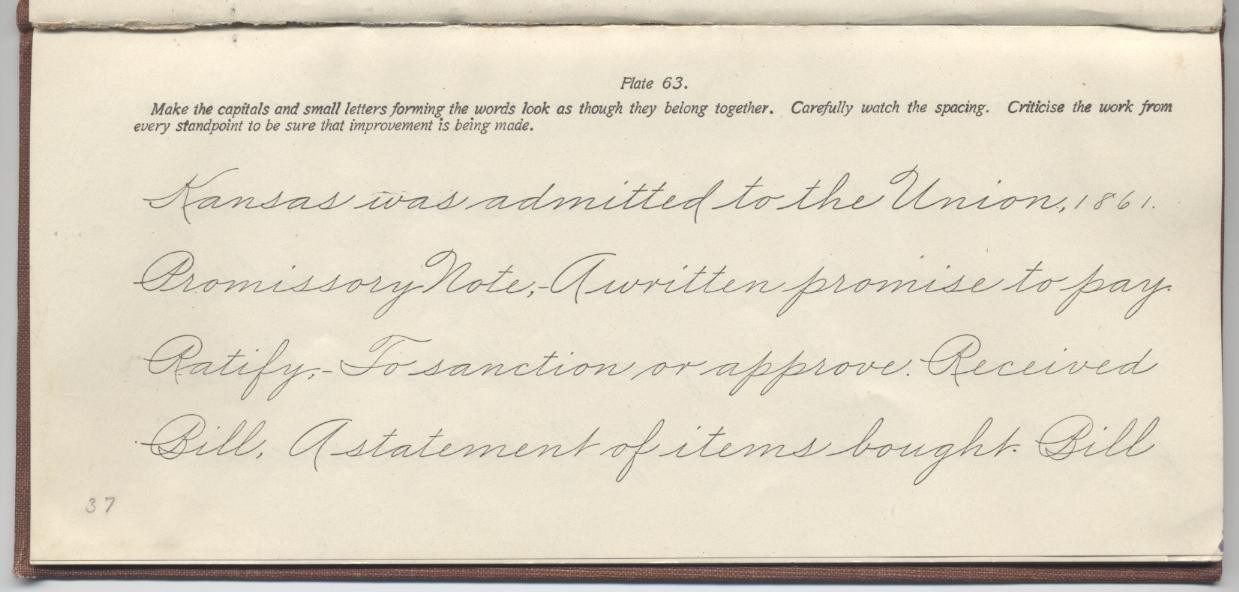 Plate 63.
Make the capitals and small letters forming the words look as though they belong together. Carefully watch the spacing. Criticise the work from
every standpoint to be sure that improvement is being made.
Kansas was admitted to the Union, 1861.
Promissory Note,-A written promise to pay.
Ratify,-To sanction or approve. Received
Bill, A statement of items bought. Bill
37